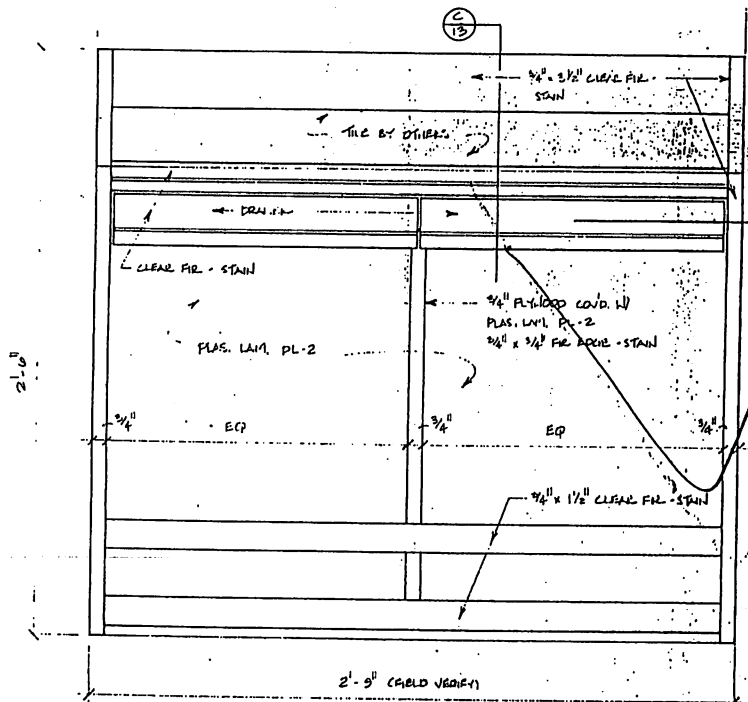 C
13
3/4" x 3 1/2" CLEAR FIR -
STAIN
TILE BY OTHERS
CLEAR FIR - STAIN
3/4" PLYWOOD COV'D. W/
PLAS. LAM. PL-2
3/4" x 3/4" FIR EDGE - STAIN
PLAS. LAM. PL-2
2'-6"
3/4"
EQ
3/4"
EQ
3/4"
3/4" x 1 1/2" CLEAR FIR - STAIN
2'-9" (FIELD VERIFY)